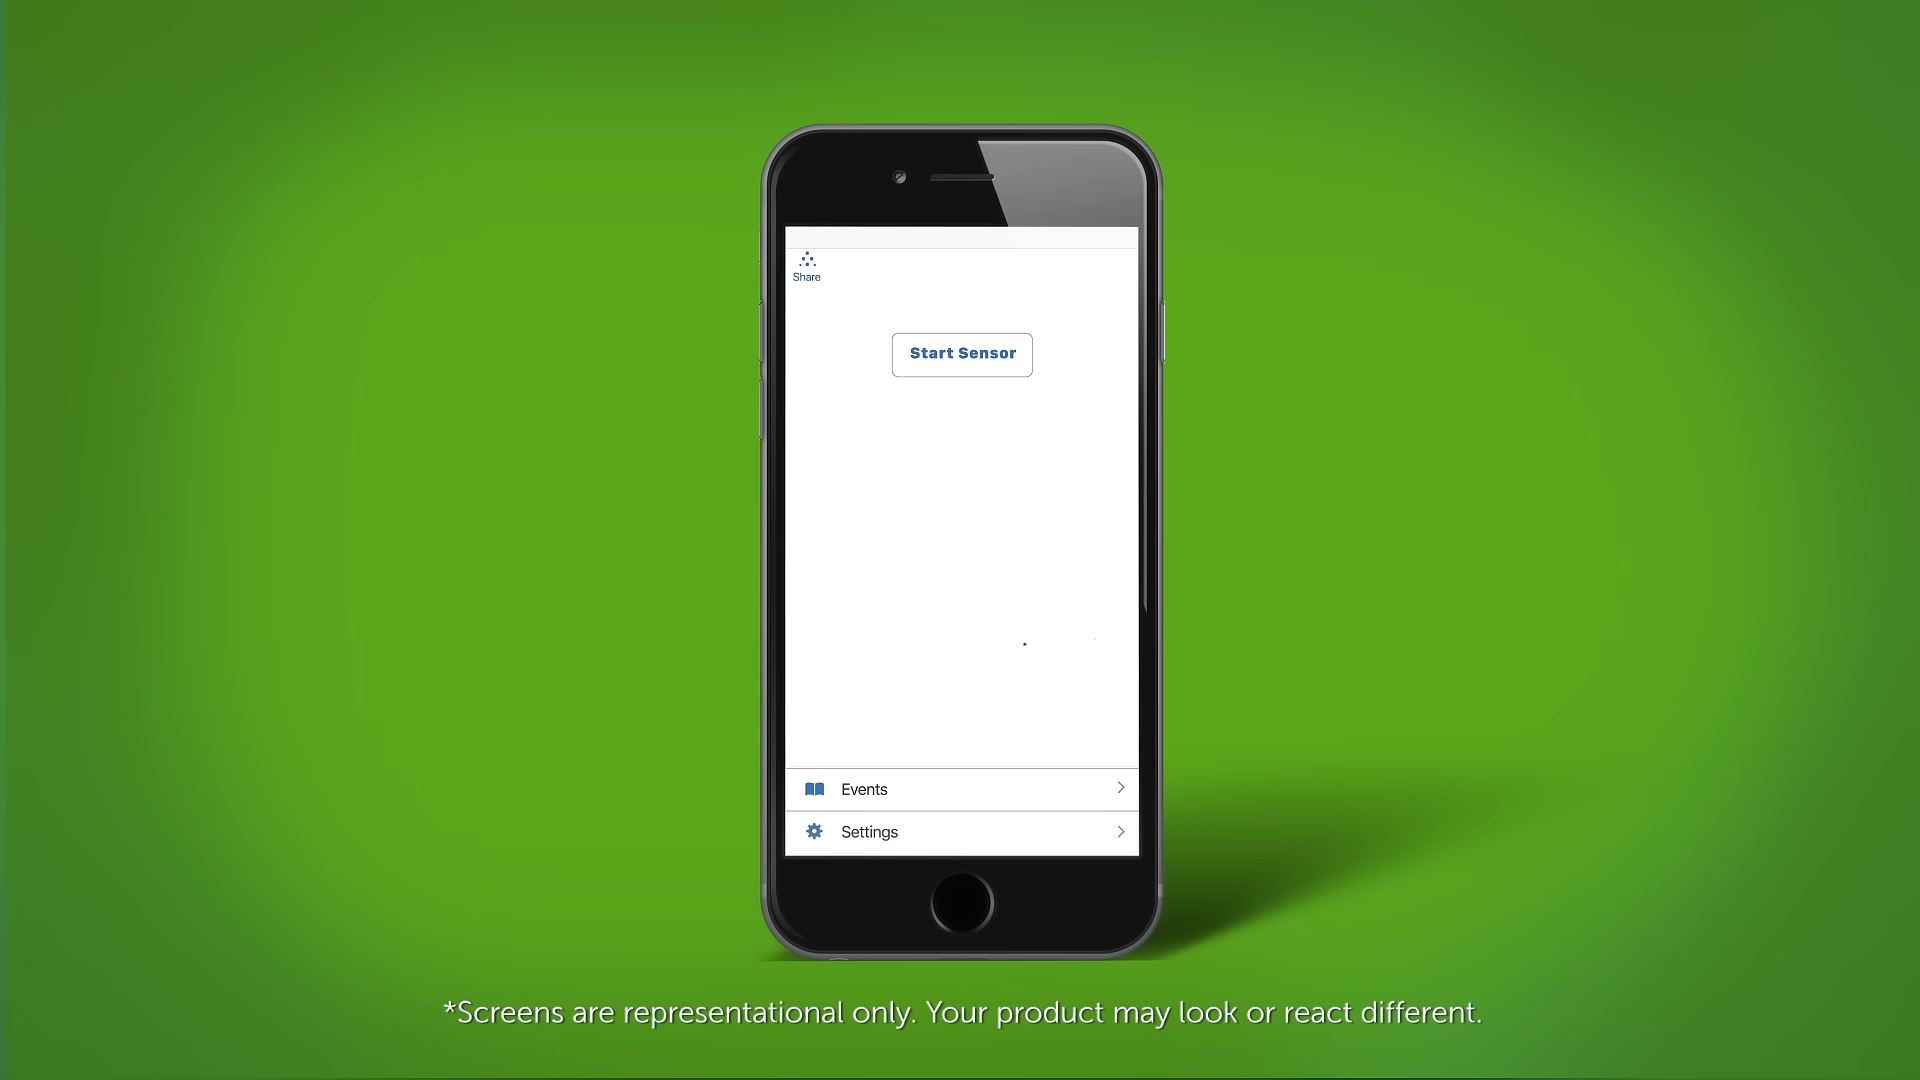 Share
Start Sensor
Events
Settings
*Screens are representational only. Your product may look or react different.